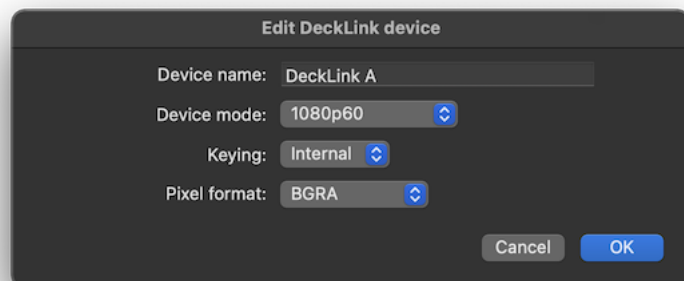 Edit DeckLink device
Device name: DeckLink A
Device mode: 1080p60
Keying: Internal
Pixel format: BGRA
Cancel OK